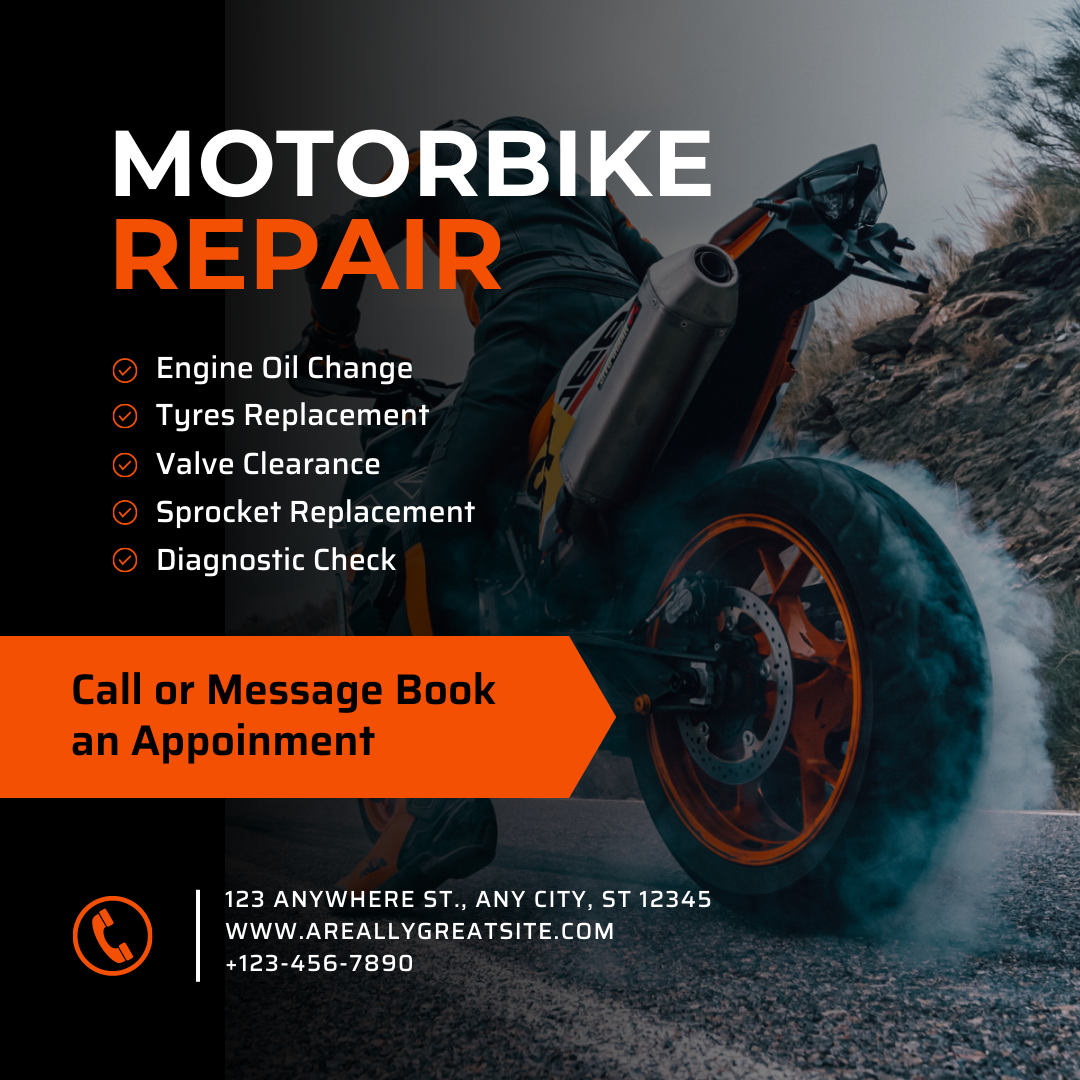 MOTORBIKE
REPAIR
Engine Oil Change
Tyres Replacement
Valve Clearance
Sprocket Replacement
Diagnostic Check
Call or Message Book
an Appoinment
123 ANYWHERE ST., ANY CITY, ST 12345
WWW.AREALLYGREATSITE.COM
+123-456-7890